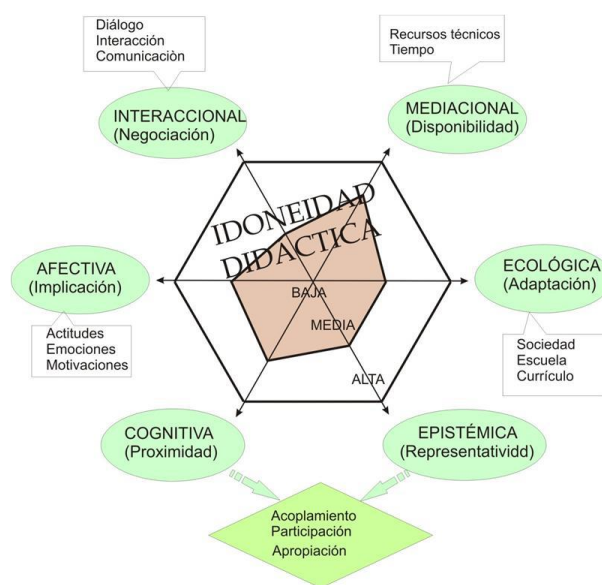 Diálogo
Interacción
Comunicaciòn
Recursos técnicos
Tiempo
INTERACCIONAL
(Negociación)
MEDIACIONAL
(Disponibilidad)
IDONEIDAD
DIDACTICA
AFECTIVA
(Implicación)
ECOLÓGICA
(Adaptación)
BAJA
MEDIA
ALTA
Actitudes
Emociones
Motivaciones
Sociedad
Escuela
Currículo
COGNITIVA
(Proximidad)
EPISTÉMICA
(Representatividd)
Acoplamiento
Participación
Apropiación